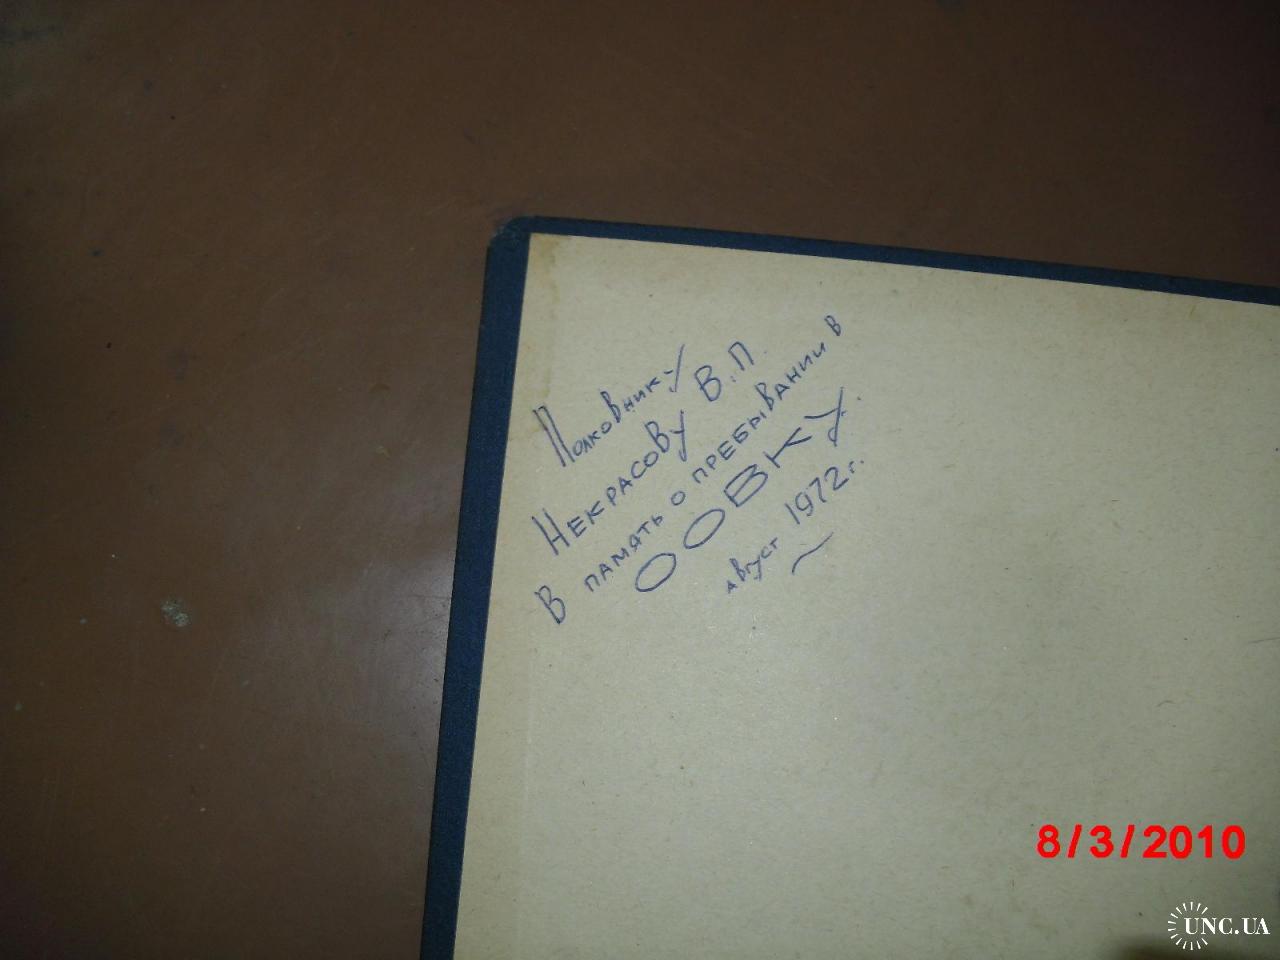 Полковнику
Некрасову В.П.
В память о пребывании в
ООВКУ.
август 1972г.
8/3/2010
UNC.UA